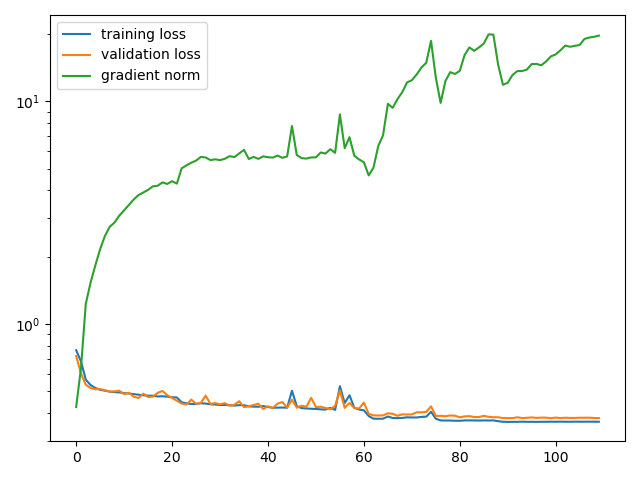 training loss
validation loss
gradient norm
10¹
10⁰
0 20 40 60 80 100